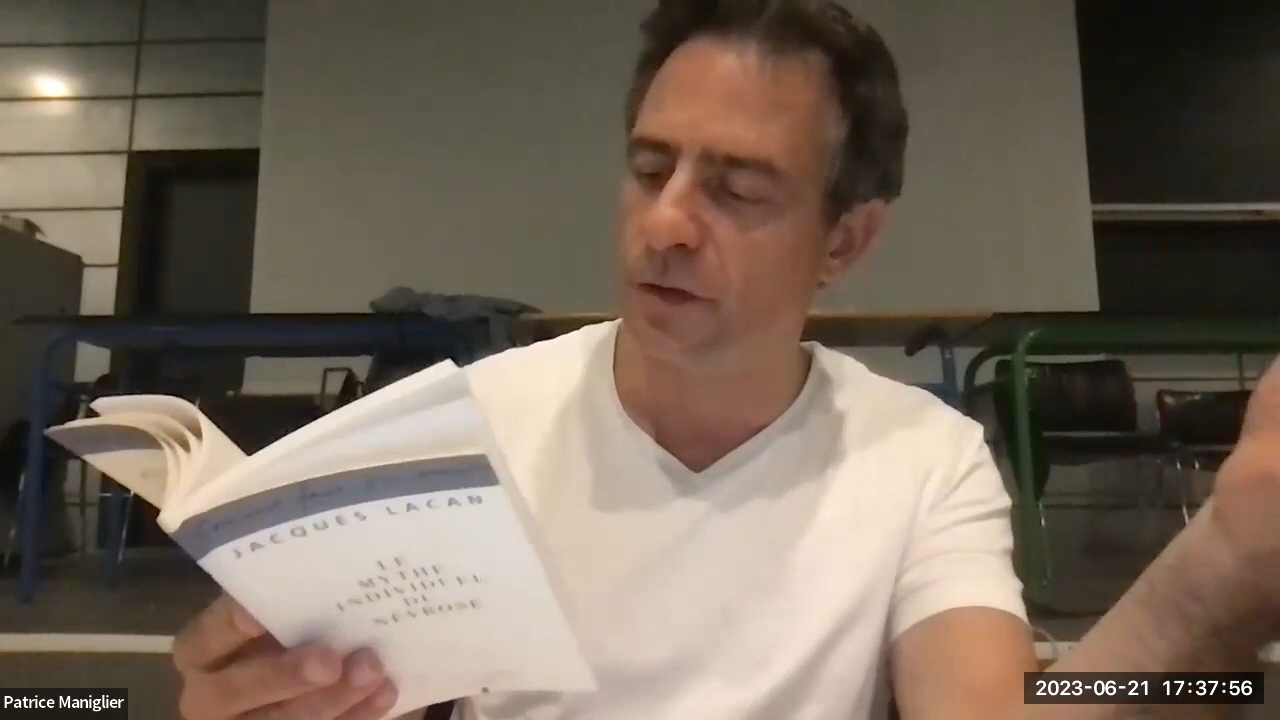 JACQUES LACAN
LE
MYTHE
INDIVIDUEL
DU
NÉVROSÉ
Patrice Maniglier
2023-06-21 17:37:56